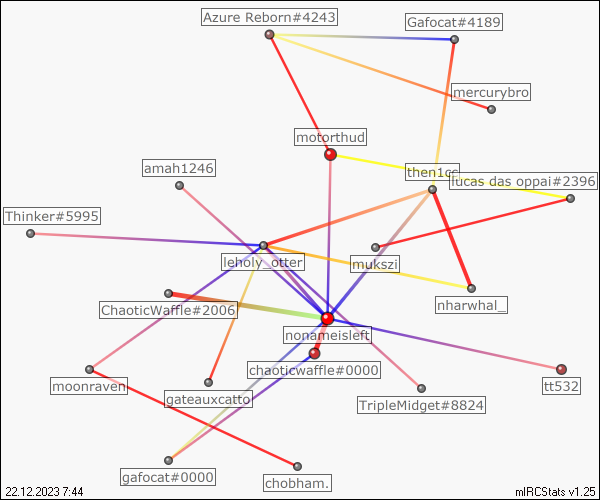 Azure Reborn#4243
Gafocat#4189
mercurybro
motorthud
amah1246
then1cc
lucas das oppai#2396
Thinker#5995
leholy_otter
mukszi
nharwhal_
ChaoticWaffle#2006
nonameisleft
chaoticwaffle#0000
moonraven
gateauxcatto
TripleMidget#8824
tt532
gafocat#0000
chobham.
22.12.2023 7:44
mIRCStats v1.25